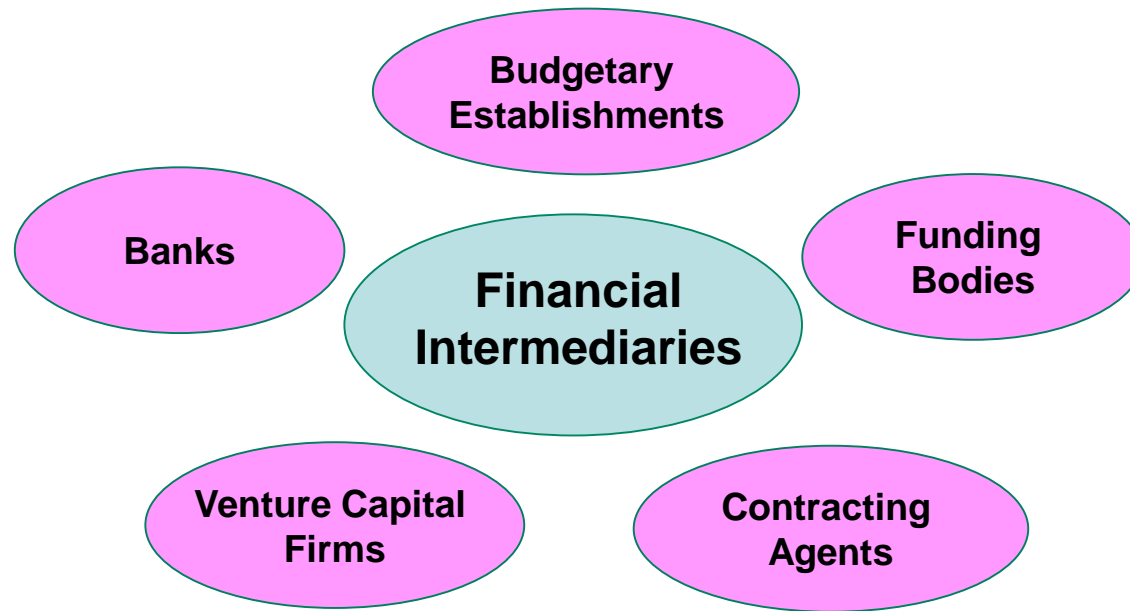 Budgetary
Establishments
Banks
Funding
Bodies
Financial
Intermediaries
Venture Capital
Firms
Contracting
Agents